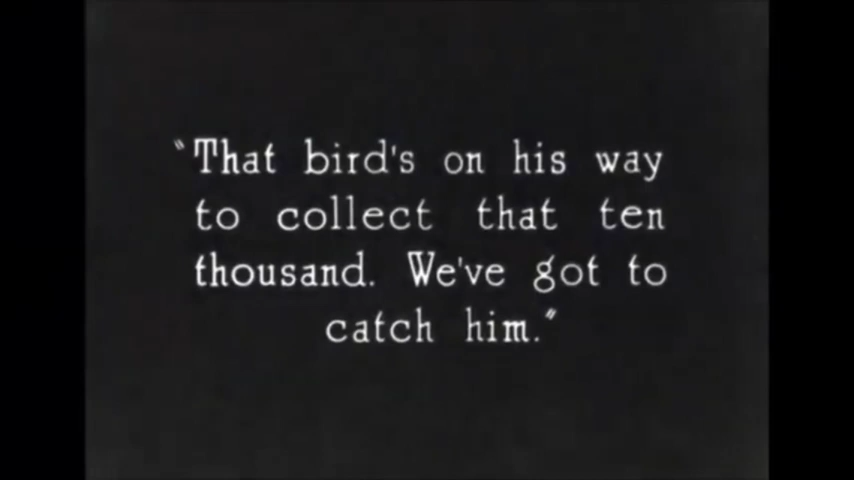 "That bird's on his way
to collect that ten
thousand. We've got to
catch him."